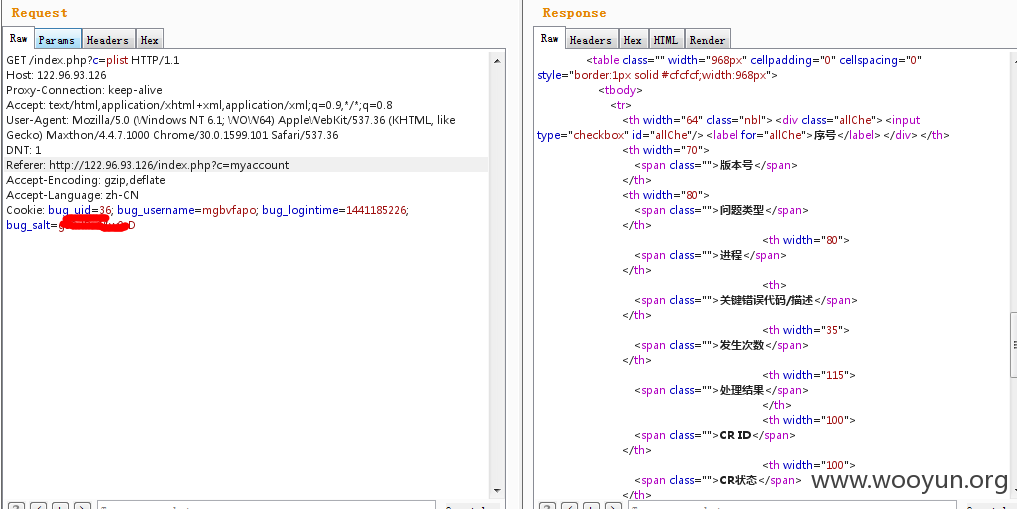 Request
Raw Params Headers Hex
GET /index.php?c=plist HTTP/1.1
Host: 122.96.93.126
Proxy-Connection: keep-alive
Accept: text/html,application/xhtml+xml,application/xml;q=0.9,*/*;q=0.8
User-Agent: Mozilla/5.0 (Windows NT 6.1; WOW64) AppleWebKit/537.36 (KHTML, like
Gecko) Maxthon/4.4.7.1000 Chrome/30.0.1599.101 Safari/537.36
DNT: 1
Referer: http://122.96.93.126/index.php?c=myaccount
Accept-Encoding: gzip,deflate
Accept-Language: zh-CN
Cookie: bug_uid=36; bug_username=mgbvfapo; bug_logintime=1441185226;
bug_salt=
Response
Raw Headers Hex HTML Render
<table class="" width="968px" cellpadding="0" cellspacing="0"
style="border:1px solid #cfcfcf;width:968px">
<tbody>
<tr>
<th width="64" class="nbl"> <div class="allChe"> <input
type="checkbox" id="allChe"/> <label for="allChe">序号</label> </div> </th>
<th width="70">
<span class="">版本号</span>
</th>
<th width="80">
<span class="">问题类型</span>
</th>
<th width="80">
<span class="">进程</span>
</th>
<th>
<span class="">关键错误代码/描述</span>
</th>
<th width="35">
<span class="">发生次数</span>
</th>
<th width="115">
<span class="">处理结果</span>
</th>
<th width="100">
<span class="">CR ID</span>
</th>
<th width="100">
<span class="">CR状态</span>
</th>
www.wooyun.org